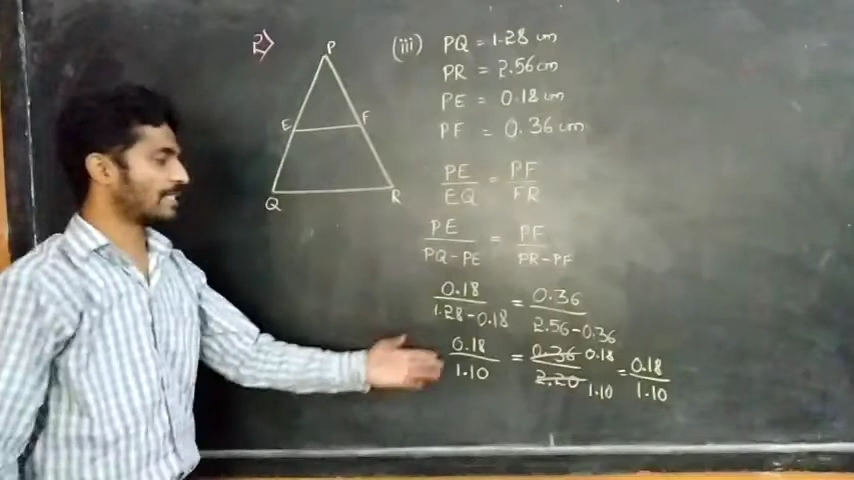 2>
P
E F
Q R
(iii) PQ = 1.28 cm
PR = 2.56 cm
PE = 0.18 cm
PF = 0.36 cm
PE/EQ = PF/FR
PE/PQ-PE = PF/PR-PF
0.18/1.28-0.18 = 0.36/2.56-0.36
0.18/1.10 = 0.36/2.20 0.18/1.10 = 0.18/1.10